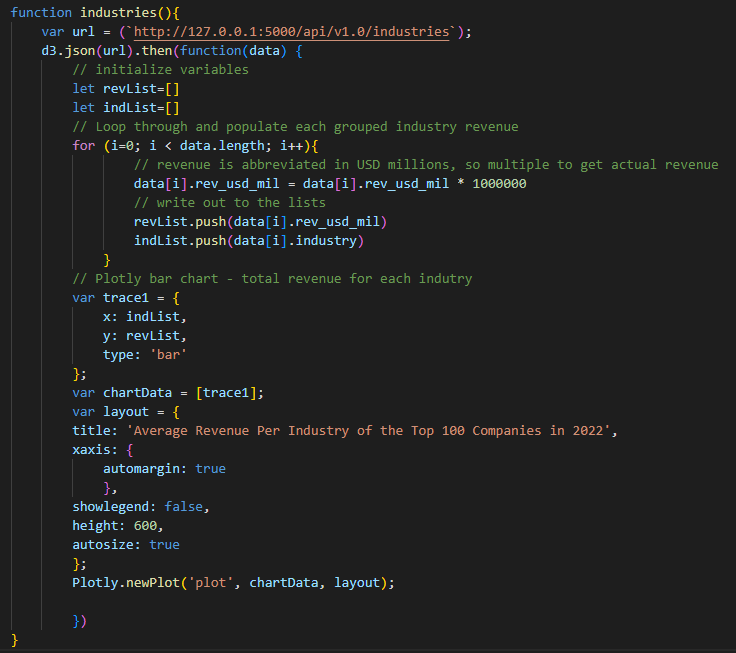 function industries(){
    var url = (`http://127.0.0.1:5000/api/v1.0/industries`);
    d3.json(url).then(function(data) {
        // initialize variables
        let revList=[]
        let indList=[]
        // Loop through and populate each grouped industry revenue
        for (i=0; i < data.length; i++){
                // revenue is abbreviated in USD millions, so multiple to get actual revenue
                data[i].rev_usd_mil = data[i].rev_usd_mil * 1000000
                // write out to the lists
                revList.push(data[i].rev_usd_mil)
                indList.push(data[i].industry)
            }
        // Plotly bar chart - total revenue for each indutry
        var trace1 = {
            x: indList,
            y: revList,
            type: 'bar'
        };
        var chartData = [trace1];
        var layout = {
        title: 'Average Revenue Per Industry of the Top 100 Companies in 2022',
        xaxis: {
            automargin: true
            },
        showlegend: false,
        height: 600,
        autosize: true
        };
        Plotly.newPlot('plot', chartData, layout);

        })
}